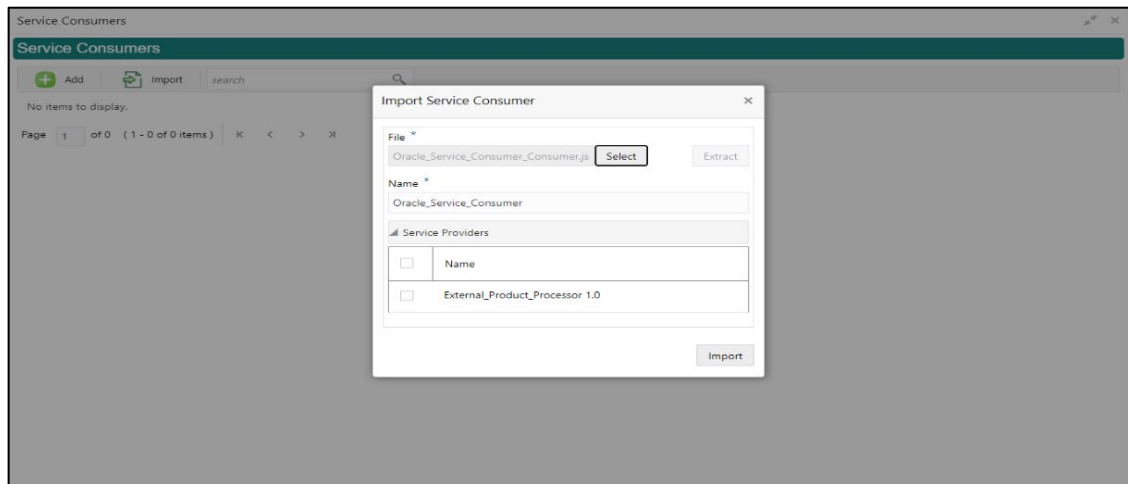 Service Consumers
Service Consumers
Add Import search
No items to display.
Page 1 of 0 ( 1 - 0 of 0 items )
Import Service Consumer
File *
Oracle_Service_Consumer_Consumer.js Select Extract
Name *
Oracle_Service_Consumer
Service Providers
Name
External_Product_Processor 1.0
Import